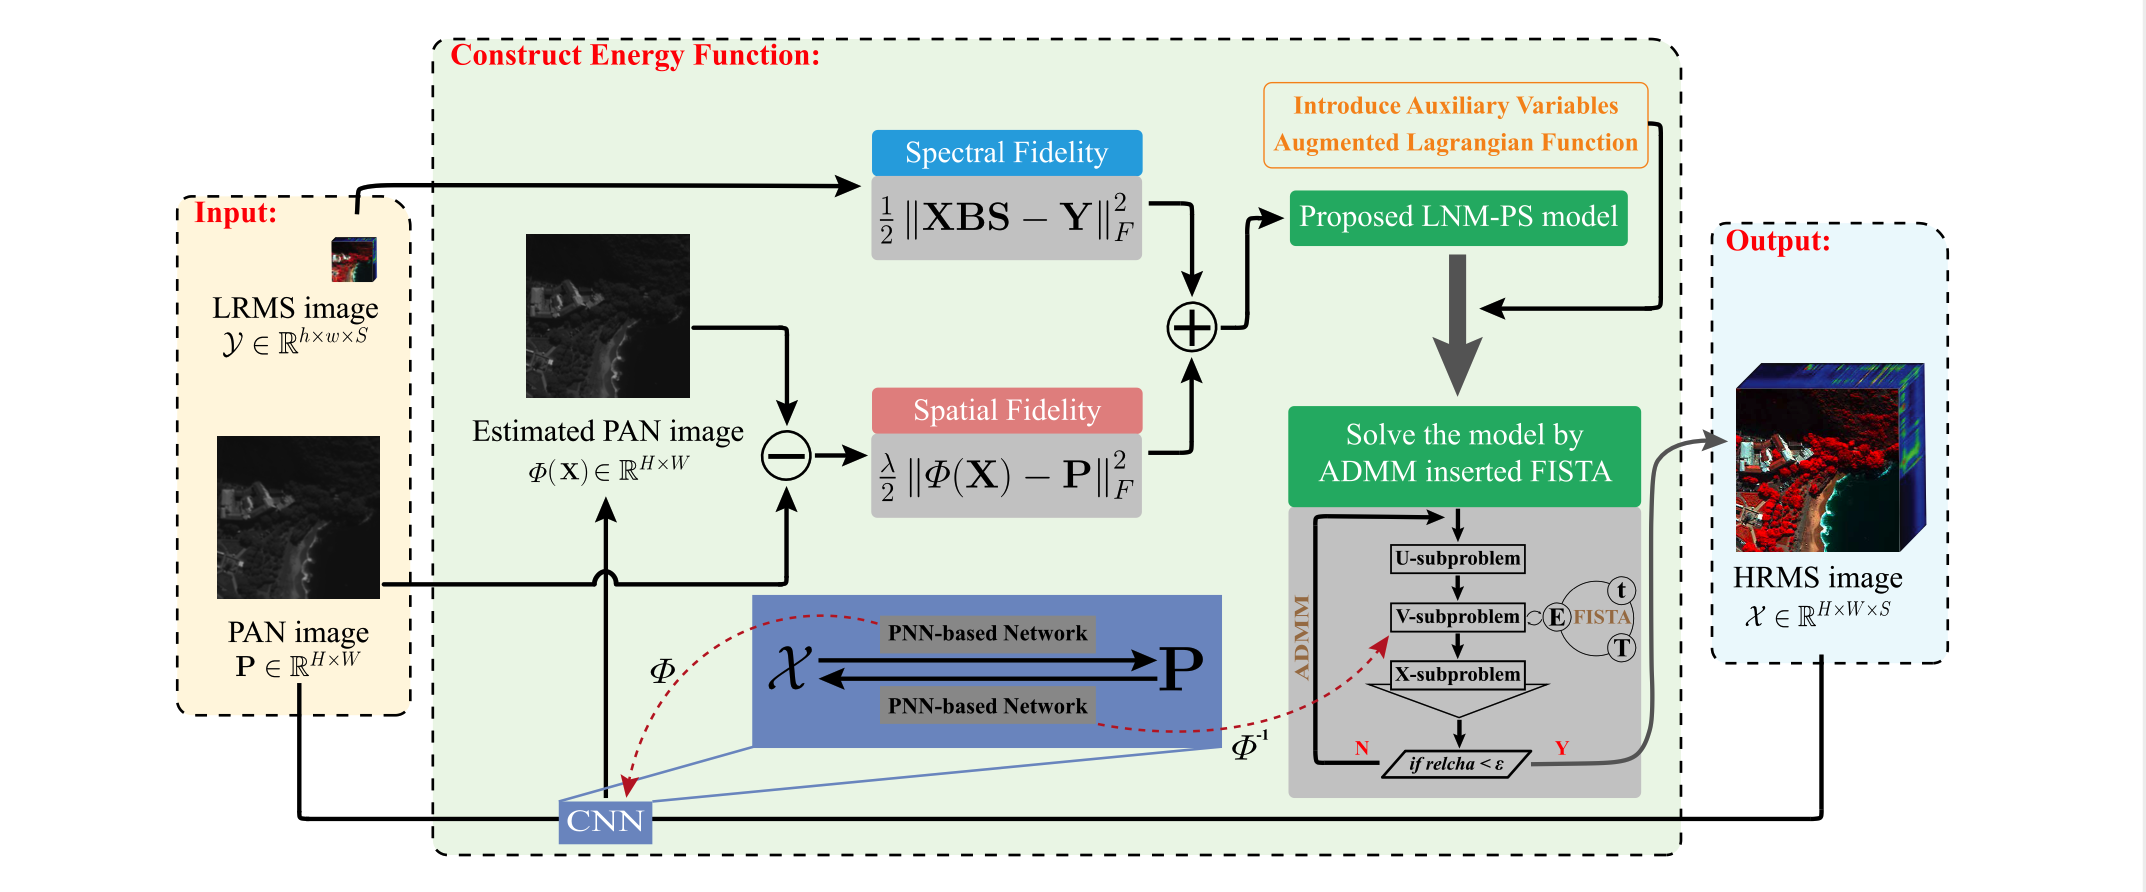 Construct Energy Function:
Introduce Auxiliary Variables
Augmented Lagrangian Function
Spectral Fidelity
$\frac{1}{2}\|\mathbf{XBS}-\mathbf{Y}\|_F^2$
Proposed LNM-PS model
Input:
LRMS image
$\mathcal{Y} \in \mathbb{R}^{h \times w \times S}$
Output:
Estimated PAN image
$\Phi(\mathbf{X}) \in \mathbb{R}^{H \times W}$
Spatial Fidelity
$\frac{\lambda}{2}\|\Phi(\mathbf{X})-\mathbf{P}\|_F^2$
Solve the model by
ADMM inserted FISTA
U-subproblem
V-subproblem
X-subproblem
ADMM
E
FISTA
t
T
N
Y
if relcha < ε
HRMS image
$\mathcal{X} \in \mathbb{R}^{H \times W \times S}$
PAN image
$\mathbf{P} \in \mathbb{R}^{H \times W}$
Φ
PNN-based Network
$\mathcal{X}$
P
PNN-based Network
$\Phi^{-1}$
CNN